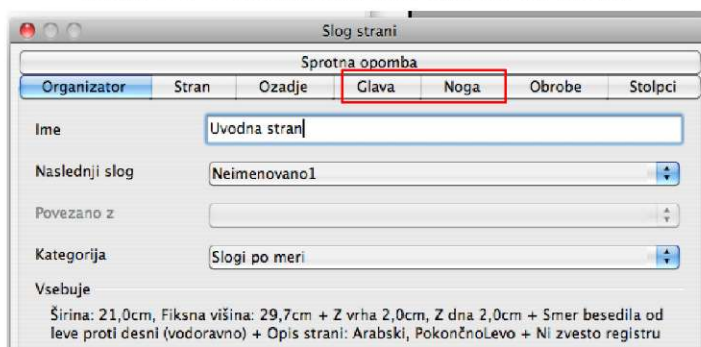 Slog strani
Sprotna opomba
Organizator Stran Ozadje Glava Noga Obrobe Stolpci
Ime Uvodna stran
Naslednji slog Neimenovano1
Povezano z
Kategorija Slogi po meri
Vsebuje
Širina: 21,0cm, Fiksna višina: 29,7cm + Z vrha 2,0cm, Z dna 2,0cm + Smer besedila od
leve proti desni (vodoravno) + Opis strani: Arabski, PokončnoLevo + Ni zvesto registru